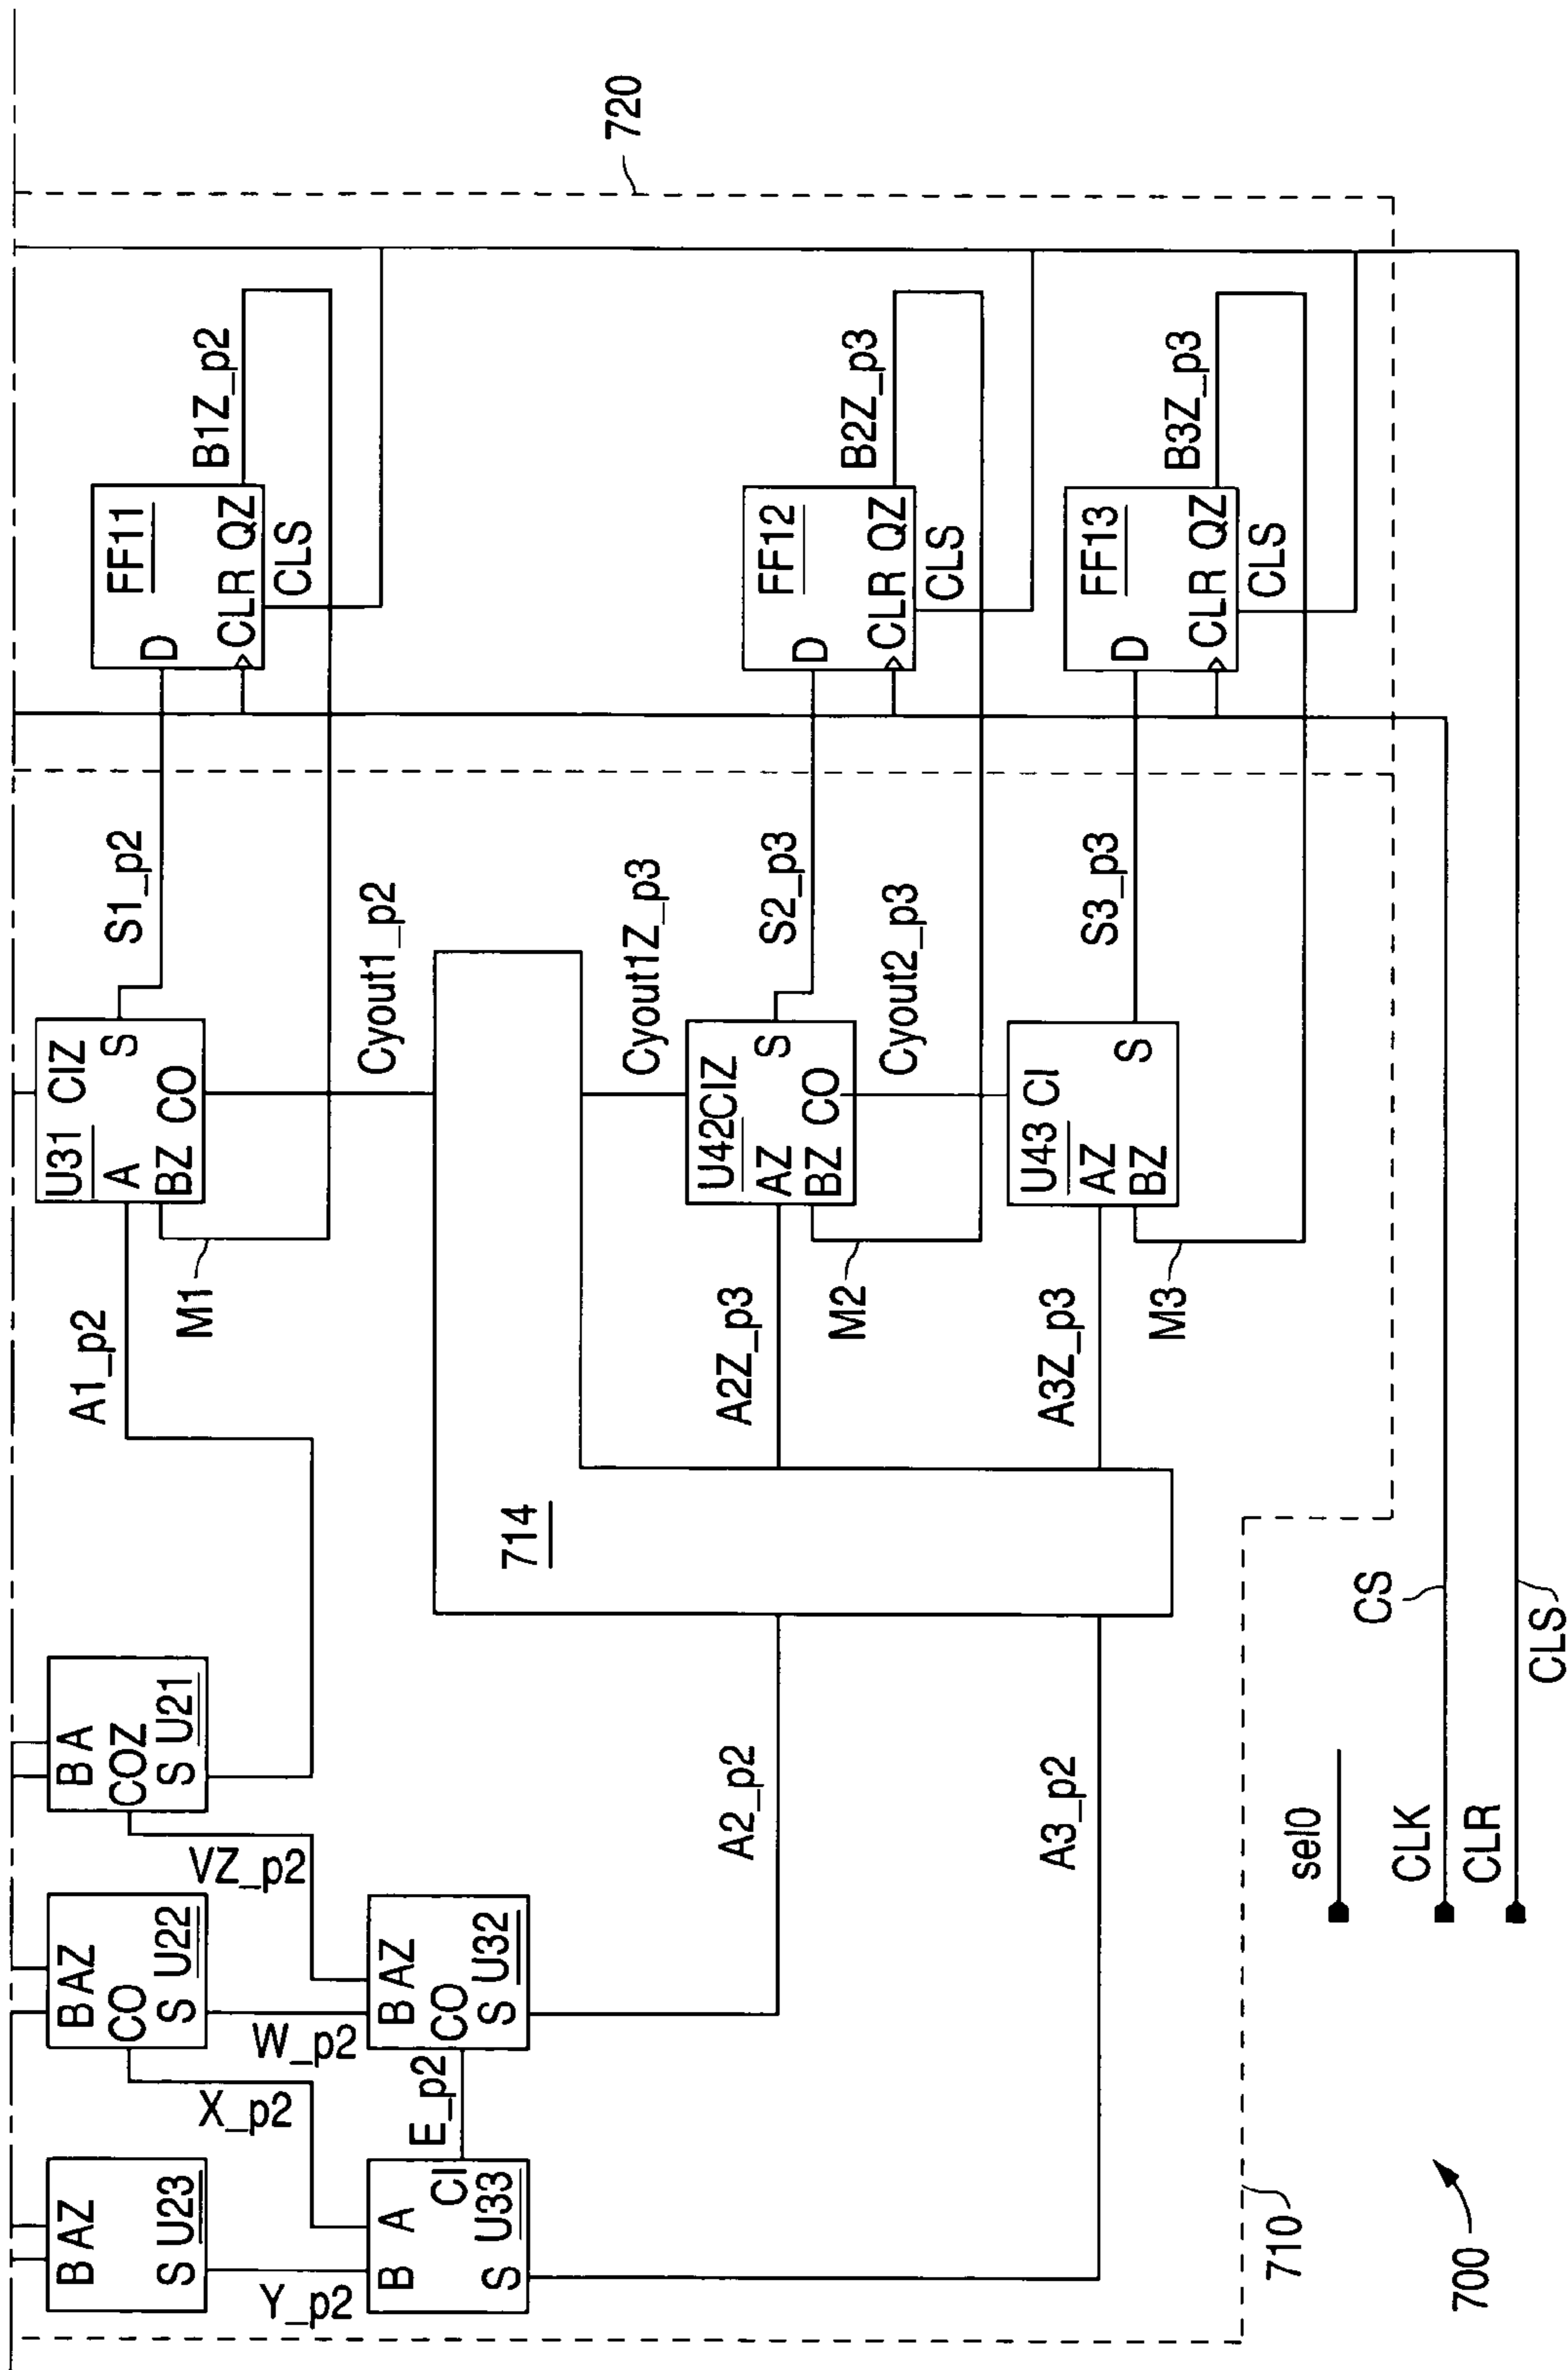 720
B1Z_p2
B2Z_p3
B3Z_p3
FF11
D
CLR QZ
CLS
FF12
D
CLR QZ
CLS
FF13
D
CLR QZ
CLS
S1_p2
Cyout1_p2
Cyout1Z_p3
S2_p3
Cyout2_p3
S3_p3
U31 CIZ
A S
BZ CO
U42CIZ
AZ S
BZ CO
U43 CI
AZ
BZ S
A1_p2
M1
A2Z_p3
M2
A3Z_p3
M3
714
B A
COZ
S U21
VZ_p2
B AZ
CO
S U22
W_p2
X_p2
B AZ
S U23
Y_p2
B AZ
CO
S U32
E_p2
B A
CI
S U33
A2_p2
A3_p2
sel0
CLK
CLR
CS
CLS
710
700